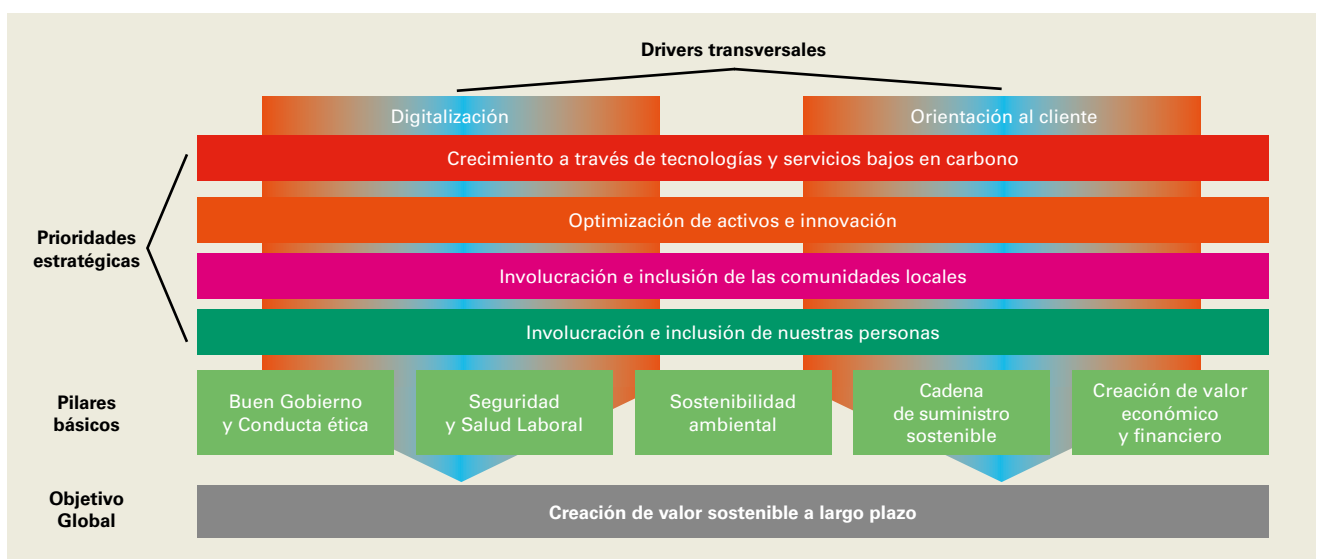 Drivers transversales
Digitalización
Orientación al cliente
Prioridades
estratégicas
Crecimiento a través de tecnologías y servicios bajos en carbono
Optimización de activos e innovación
Involucración e inclusión de las comunidades locales
Involucración e inclusión de nuestras personas
Pilares
básicos
Buen Gobierno
y Conducta ética
Seguridad
y Salud Laboral
Sostenibilidad
ambiental
Cadena
de suministro
sostenible
Creación de valor
económico
y financiero
Objetivo
Global
Creación de valor sostenible a largo plazo